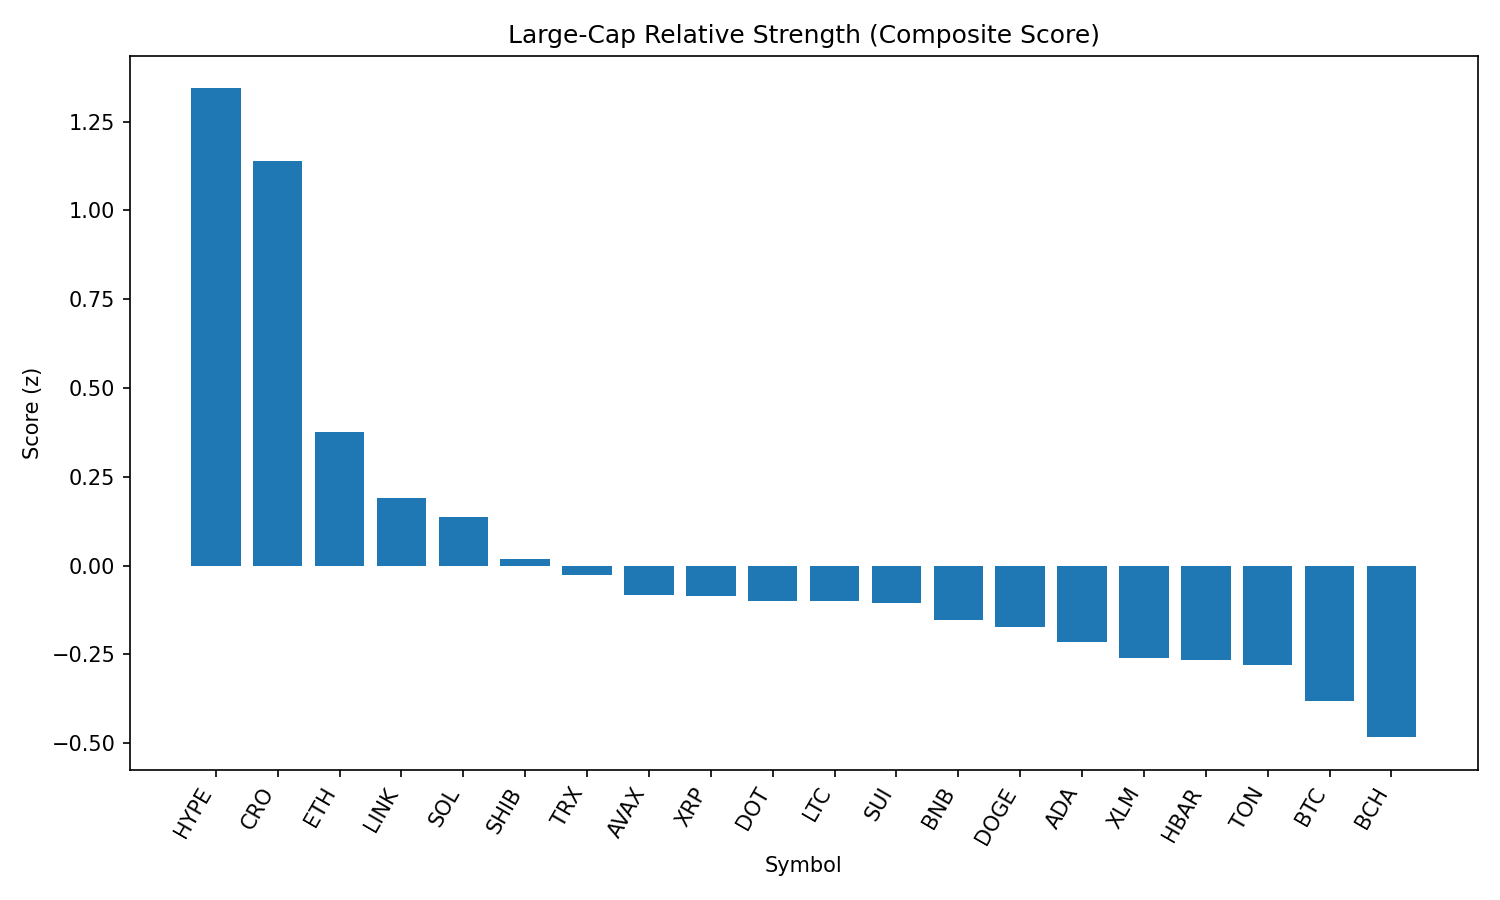 Large-Cap Relative Strength (Composite Score)
1.25
1.00
0.75
0.50
0.25
0.00
−0.25
−0.50
Score (z)
HYPE
CRO
ETH
LINK
SOL
SHIB
TRX
AVAX
XRP
DOT
LTC
SUI
BNB
DOGE
ADA
XLM
HBAR
TON
BTC
BCH
Symbol